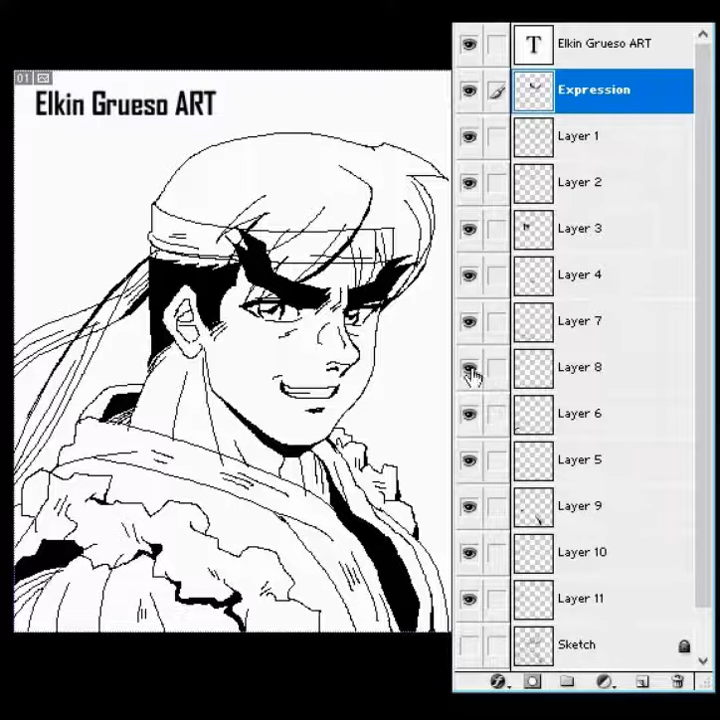 01
Elkin Grueso ART
T Elkin Grueso ART
Expression
Layer 1
Layer 2
Layer 3
Layer 4
Layer 7
Layer 8
Layer 6
Layer 5
Layer 9
Layer 10
Layer 11
Sketch